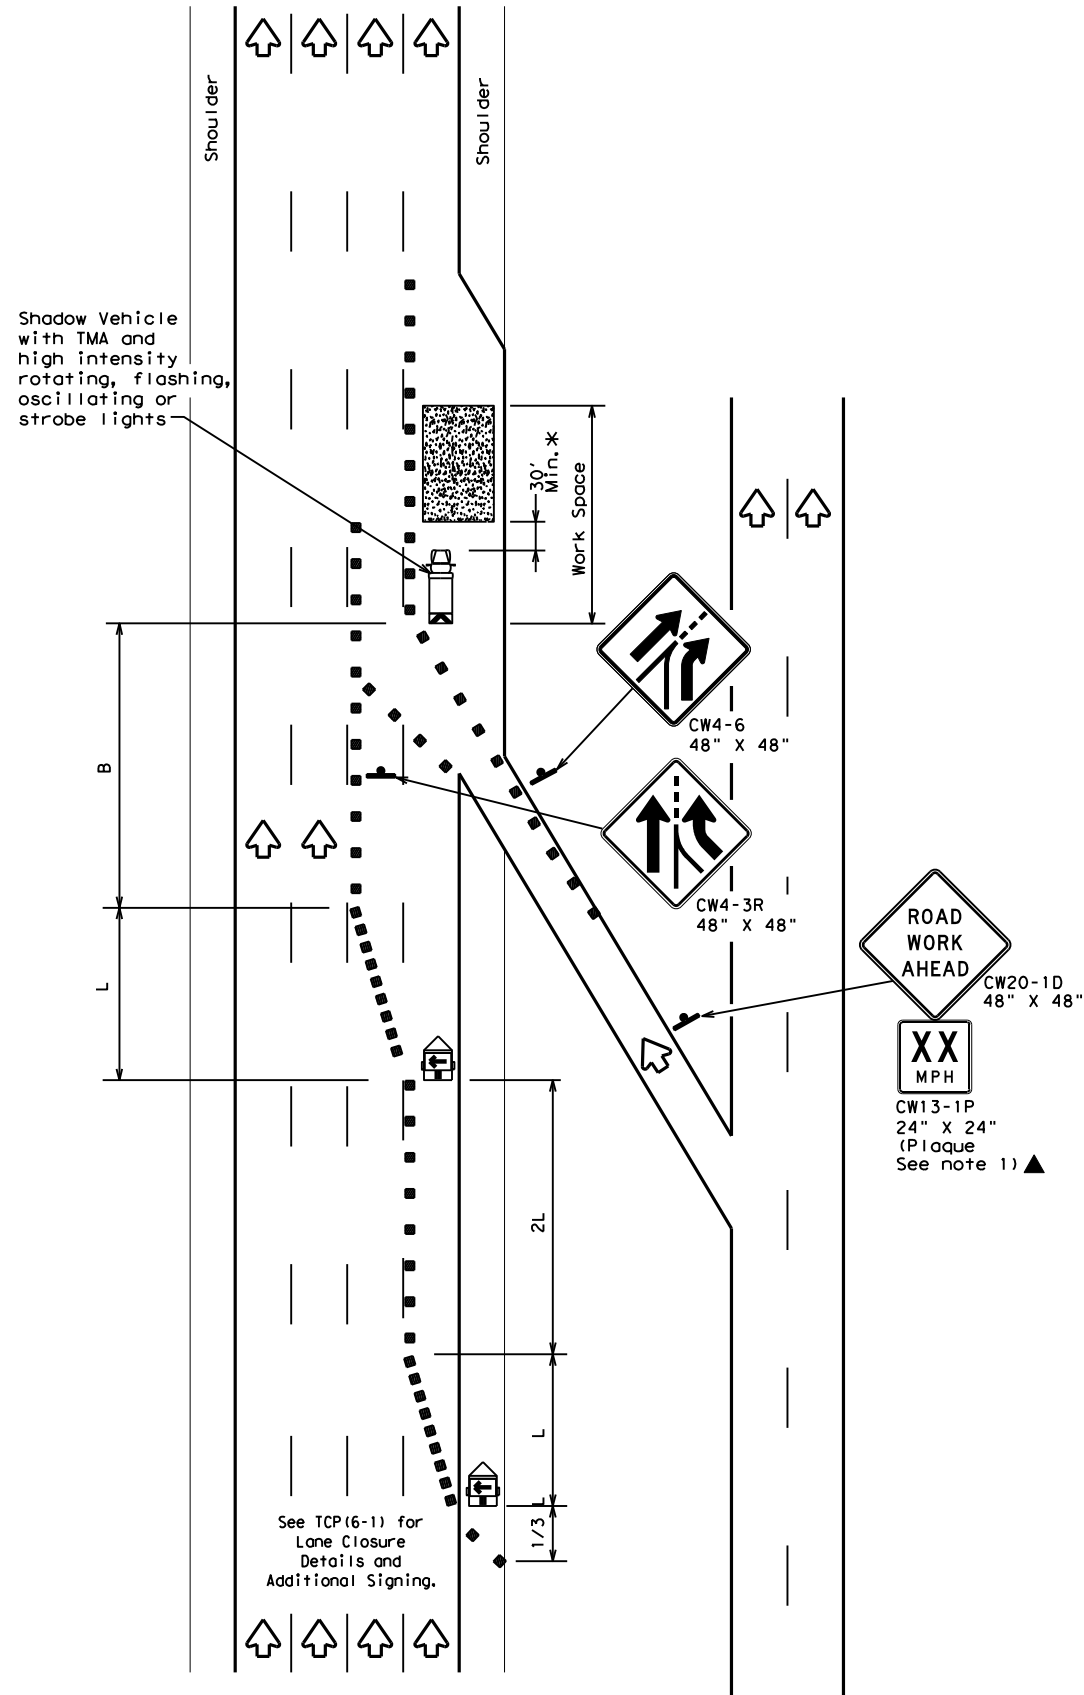 Shoulder
Shoulder
Shadow Vehicle
with TMA and
high intensity
rotating, flashing,
oscillating or
strobe lights
30'
Min.*
Work Space
CW4-6
48" X 48"
B
CW4-3R
48" X 48"
ROAD
WORK
AHEAD
CW20-1D
48" X 48"
L
XX
MPH
CW13-1P
24" X 24"
(Plaque
See note 1)▲
2L
L
1/3 L
See TCP(6-1) for
Lane Closure
Details and
Additional Signing.